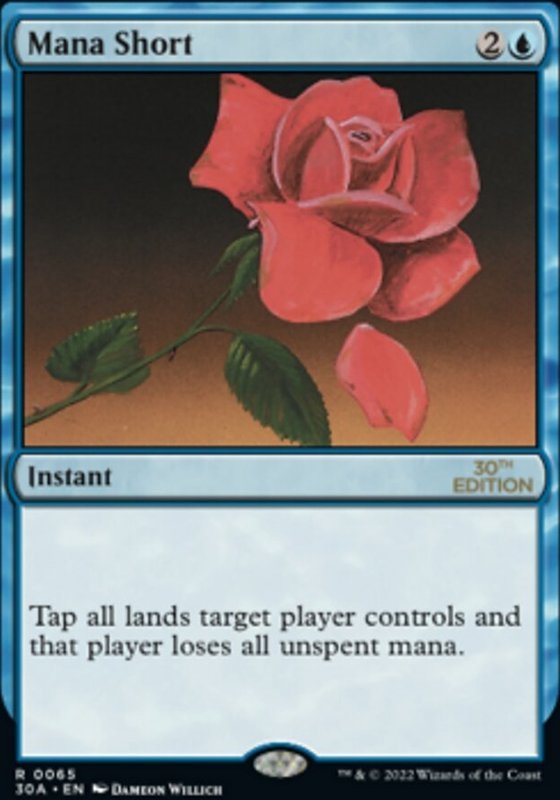 Mana Short 2
Instant
30TH
EDITION
Tap all lands target player controls and
that player loses all unspent mana.
R 0065
30A • EN DAMEON WILLICH
™ & © 2022 Wizards of the Coast